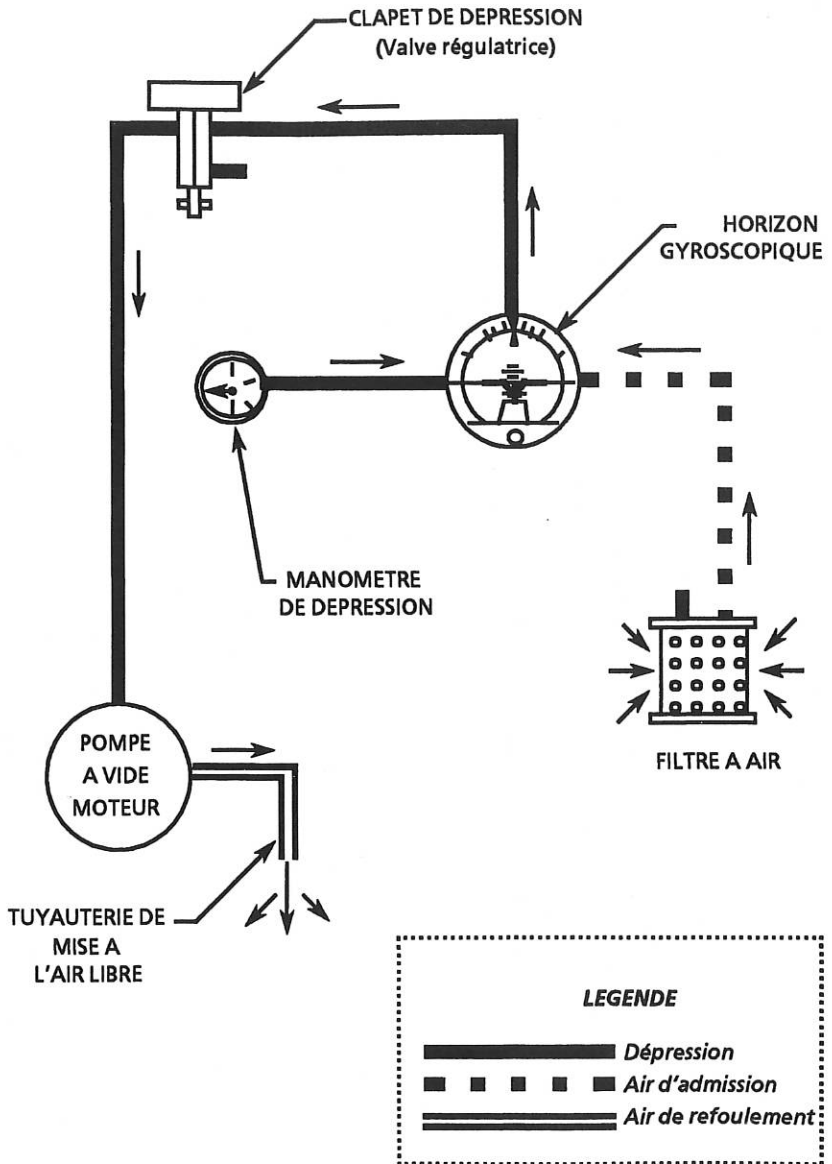 CLAPET DE DEPRESSION
(Valve régulatrice)
HORIZON
GYROSCOPIQUE
MANOMETRE
DE DEPRESSION
POMPE
A VIDE
MOTEUR
FILTRE A AIR
TUYAUTERIE DE
MISE A
L'AIR LIBRE
LEGENDE
Dépression
Air d'admission
Air de refoulement